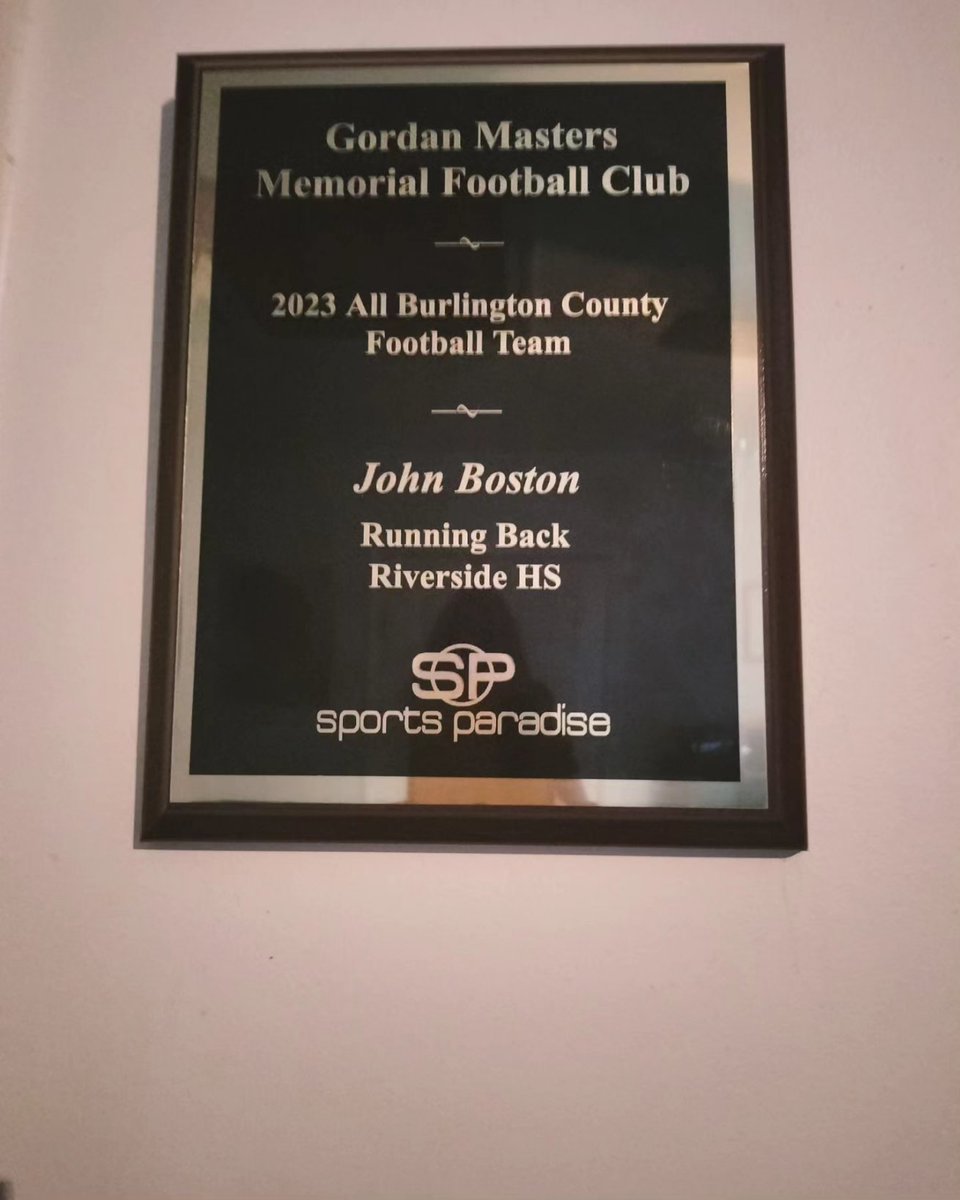 Gordan Masters
Memorial Football Club
2023 All Burlington County
Football Team
John Boston
Running Back
Riverside HS
SP
sports paradise